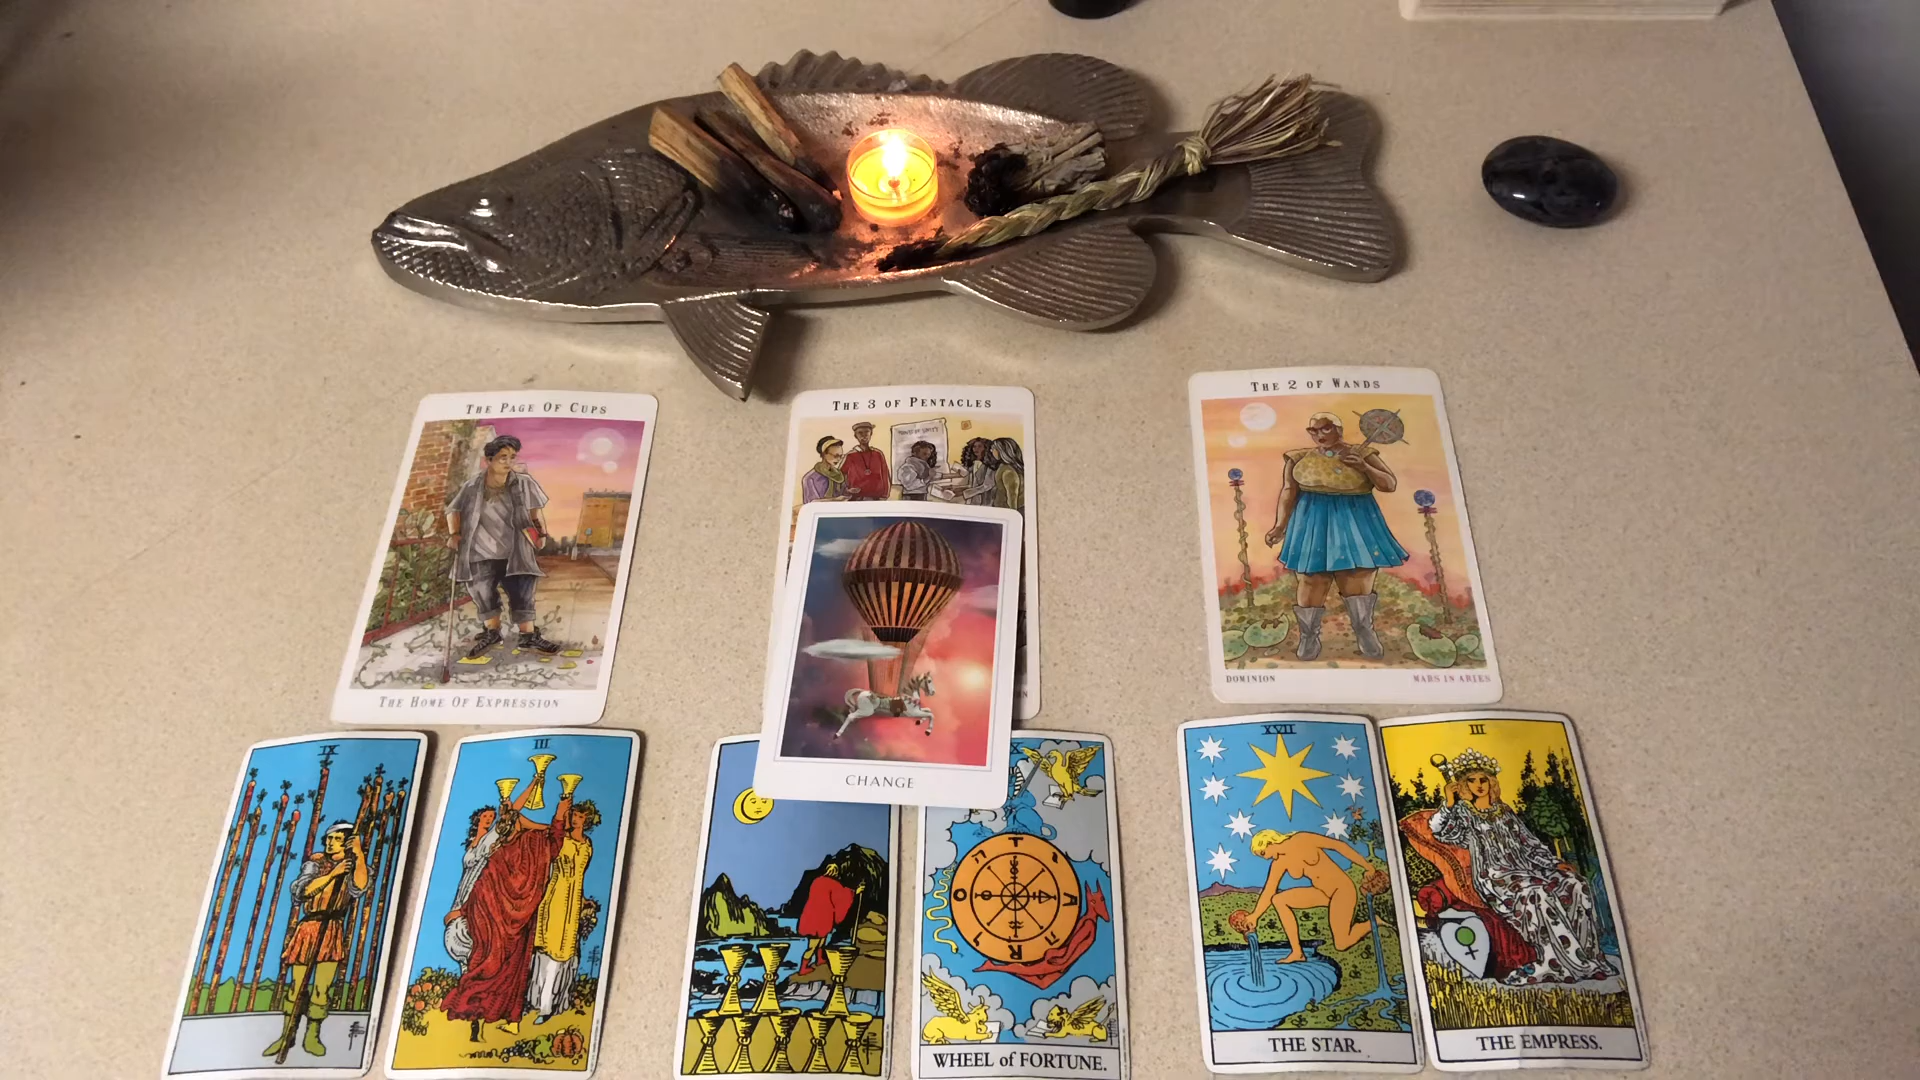 THE PAGE OF CUPS
THE HOME OF EXPRESSION
THE 3 OF PENTACLES
CHANGE
THE 2 OF WANDS
DOMINION
MARS IN ARIES
IX
III
X
WHEEL of FORTUNE.
XVII
THE STAR.
III
THE EMPRESS.